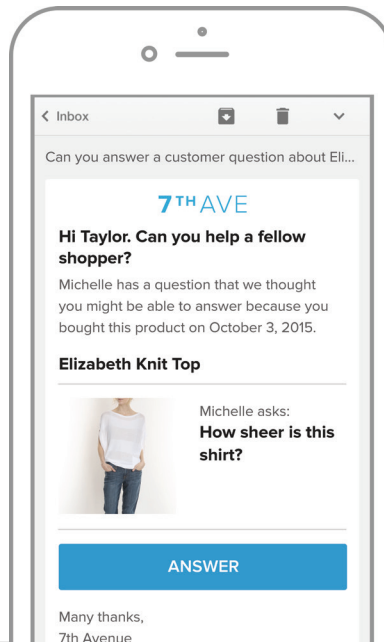 Inbox
Can you answer a customer question about Eli...
7THAVE
Hi Taylor. Can you help a fellow
shopper?
Michelle has a question that we thought
you might be able to answer because you
bought this product on October 3, 2015.
Elizabeth Knit Top
Michelle asks:
How sheer is this
shirt?
ANSWER
Many thanks,
7th Avenue